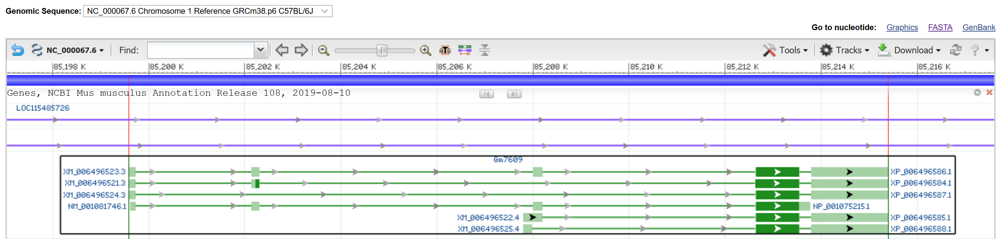 Genomic Sequence: NC_000067.6 Chromosome 1 Reference GRCm38.p6 C57BL/6J
Go to nucleotide: Graphics FASTA GenBank
NC_000067.6 Find: ATG Tools Tracks Download ?
85,198 K 85,200 K 85,202 K 85,204 K 85,206 K 85,208 K 85,210 K 85,212 K 85,214 K 85,216 K
Genes, NCBI Mus musculus Annotation Release 108, 2019-08-10
LOC115485726
Gm7609
XM_006496523.3 XP_006496586.1
XM_006496521.3 XP_006496584.1
XM_006496524.3 XP_006496587.1
NM_001081746.1 NP_001075215.1
XM_006496522.4 XP_006496585.1
XM_006496525.4 XP_006496588.1